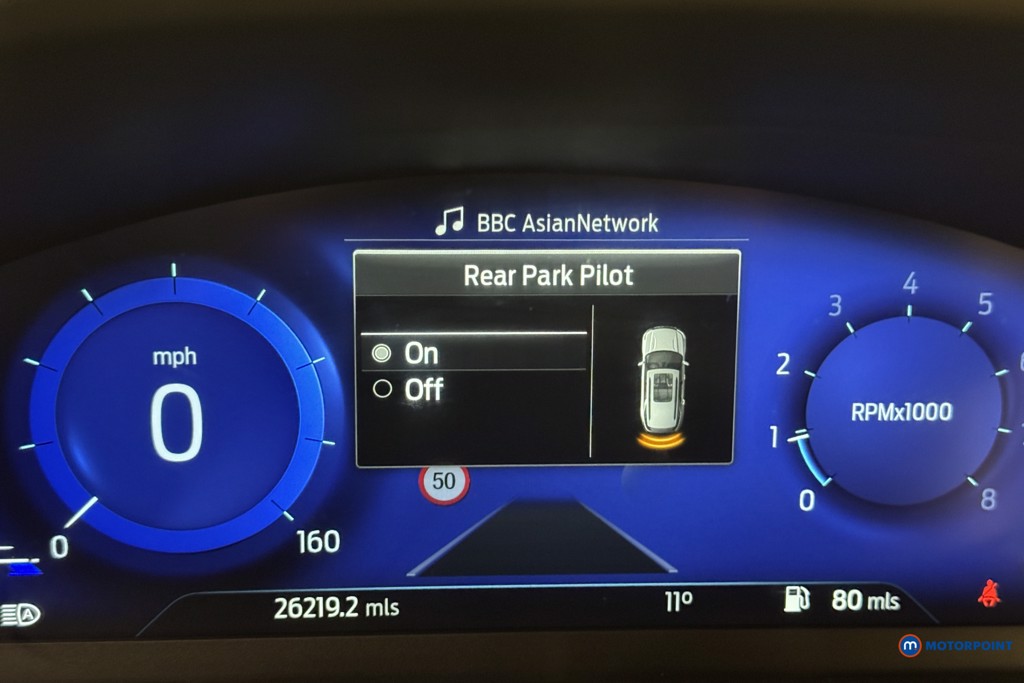 BBC AsianNetwork
Rear Park Pilot
On
Off
mph
0
0
160
50
RPMx1000
0
1
2
3
4
5
8
26219.2 mls
11°
80 mls
A
m MOTORPOINT